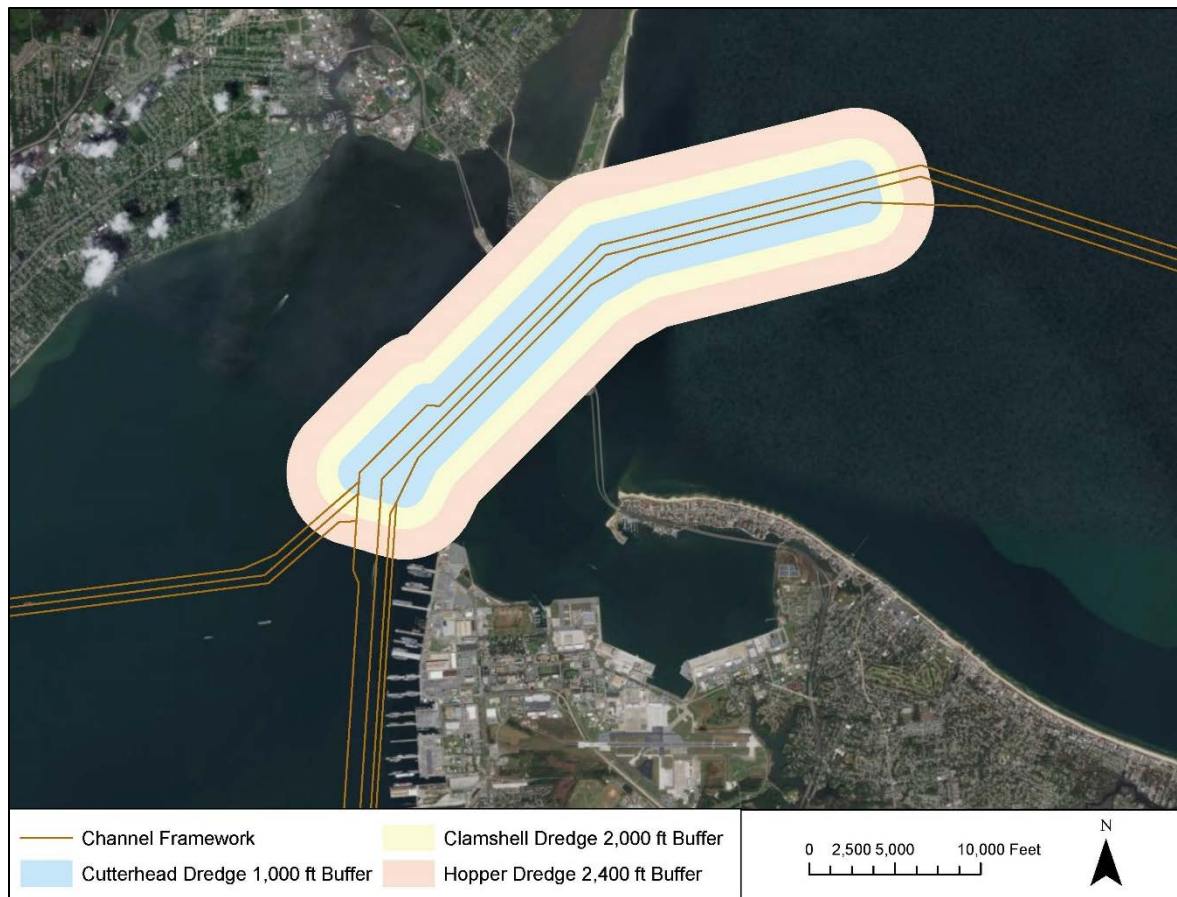 Channel Framework
Cutterhead Dredge 1,000 ft Buffer
Clamshell Dredge 2,000 ft Buffer
Hopper Dredge 2,400 ft Buffer
0 2,500 5,000 10,000 Feet
N